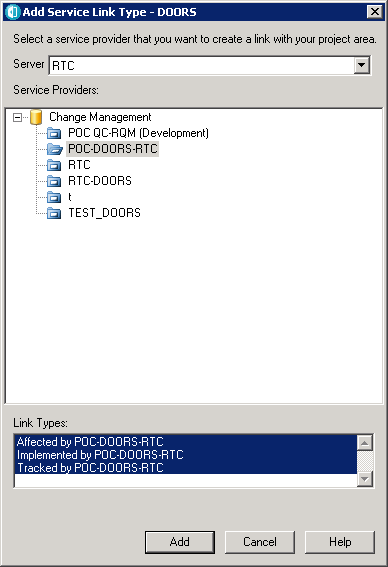 Add Service Link Type - DOORS
Select a service provider that you want to create a link with your project area.
Server RTC
Service Providers:
Change Management
POC QC-RQM (Development)
POC-DOORS-RTC
RTC
RTC-DOORS
t
TEST_DOORS
Link Types:
Affected by POC-DOORS-RTC
Implemented by POC-DOORS-RTC
Tracked by POC-DOORS-RTC
Add Cancel Help